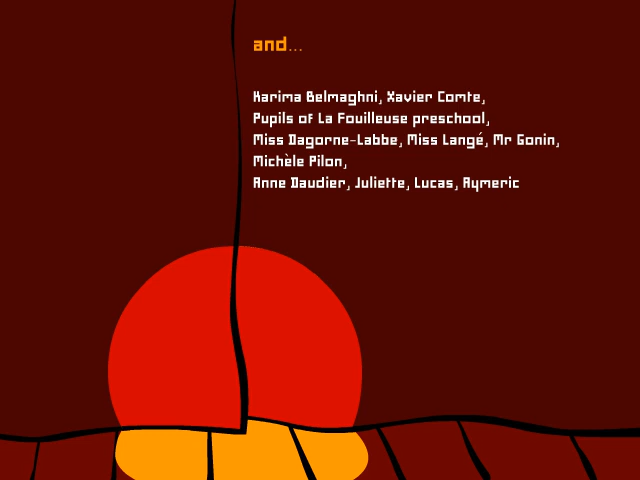 and...
Karima Belmaghni, Xavier Comte,
Pupils of La Fouilleuse preschool,
Miss Dagorne-Labbe, Miss Langé, Mr Gonin,
Michèle Pilon,
Anne Daudier, Juliette, Lucas, Aymeric